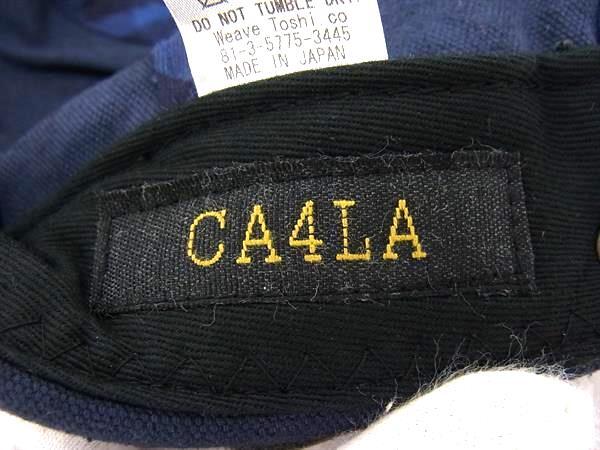 DO NOT TUMBLE DRY.
Weave Toshi co
81-3-5775-3445
MADE IN JAPAN
CA4LA